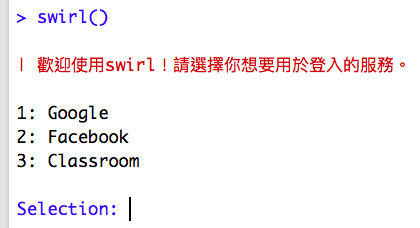 > swirl()
| 歡迎使用swirl！請選擇你想要用於登入的服務。
1: Google
2: Facebook
3: Classroom
Selection: